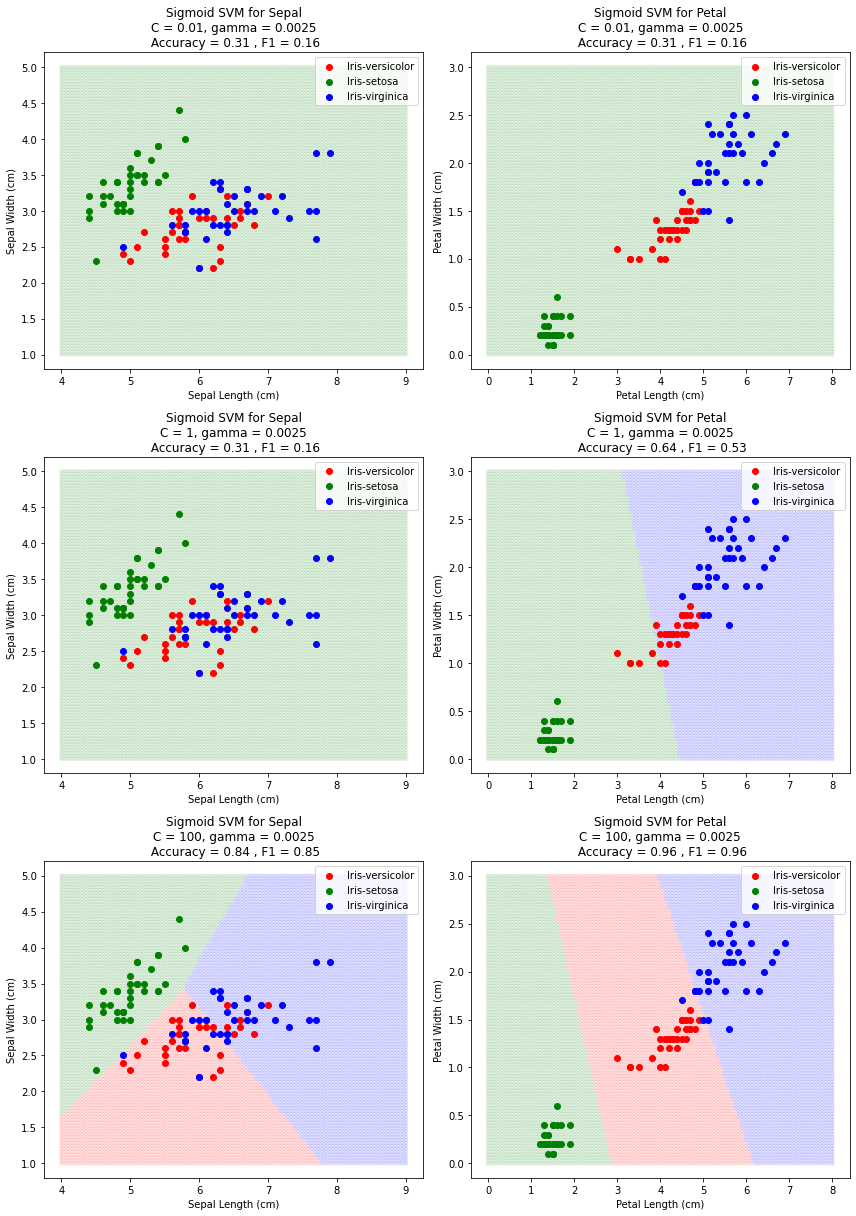 Sigmoid SVM for Sepal
C = 0.01, gamma = 0.0025
Accuracy = 0.31 , F1 = 0.16
Iris-versicolor
Iris-setosa
Iris-virginica
5.0
4.5
4.0
3.5
3.0
2.5
2.0
1.5
1.0
Sepal Width (cm)
4 5 6 7 8 9
Sepal Length (cm)
Sigmoid SVM for Petal
C = 0.01, gamma = 0.0025
Accuracy = 0.31 , F1 = 0.16
Iris-versicolor
Iris-setosa
Iris-virginica
3.0
2.5
2.0
1.5
1.0
0.5
0.0
Petal Width (cm)
0 1 2 3 4 5 6 7 8
Petal Length (cm)
Sigmoid SVM for Sepal
C = 1, gamma = 0.0025
Accuracy = 0.31 , F1 = 0.16
Iris-versicolor
Iris-setosa
Iris-virginica
5.0
4.5
4.0
3.5
3.0
2.5
2.0
1.5
1.0
Sepal Width (cm)
4 5 6 7 8 9
Sepal Length (cm)
Sigmoid SVM for Petal
C = 1, gamma = 0.0025
Accuracy = 0.64 , F1 = 0.53
Iris-versicolor
Iris-setosa
Iris-virginica
3.0
2.5
2.0
1.5
1.0
0.5
0.0
Petal Width (cm)
0 1 2 3 4 5 6 7 8
Petal Length (cm)
Sigmoid SVM for Sepal
C = 100, gamma = 0.0025
Accuracy = 0.84 , F1 = 0.85
Iris-versicolor
Iris-setosa
Iris-virginica
5.0
4.5
4.0
3.5
3.0
2.5
2.0
1.5
1.0
Sepal Width (cm)
4 5 6 7 8 9
Sepal Length (cm)
Sigmoid SVM for Petal
C = 100, gamma = 0.0025
Accuracy = 0.96 , F1 = 0.96
Iris-versicolor
Iris-setosa
Iris-virginica
3.0
2.5
2.0
1.5
1.0
0.5
0.0
Petal Width (cm)
0 1 2 3 4 5 6 7 8
Petal Length (cm)